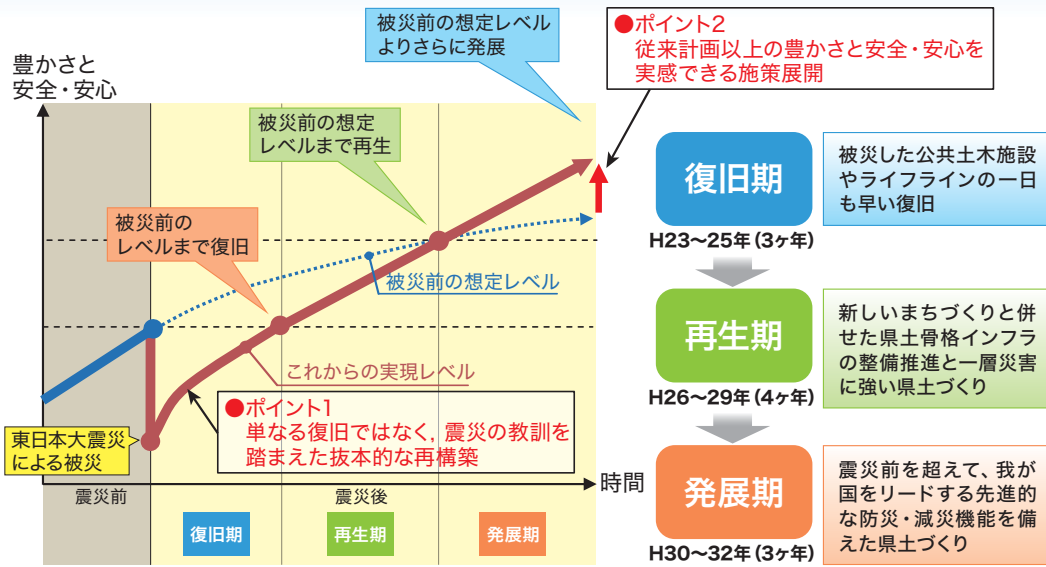 被災前の想定レベル
よりさらに発展
●ポイント2
従来計画以上の豊かさと安全・安心を
実感できる施策展開
豊かさと
安全・安心
被災前の想定
レベルまで再生
被災前の
レベルまで復旧
被災前の想定レベル
これからの実現レベル
●ポイント1
単なる復旧ではなく，震災の教訓を
踏まえた抜本的な再構築
東日本大震災
による被災
時間
震災前
震災後
復旧期
再生期
発展期
復旧期
H23〜25年(3ヶ年)
被災した公共土木施設
やライフラインの一日
も早い復旧
再生期
H26〜29年(4ヶ年)
新しいまちづくりと併
せた県土骨格インフラ
の整備推進と一層災害
に強い県土づくり
発展期
H30〜32年(3ヶ年)
震災前を超えて、我が
国をリードする先進的
な防災・減災機能を備
えた県土づくり